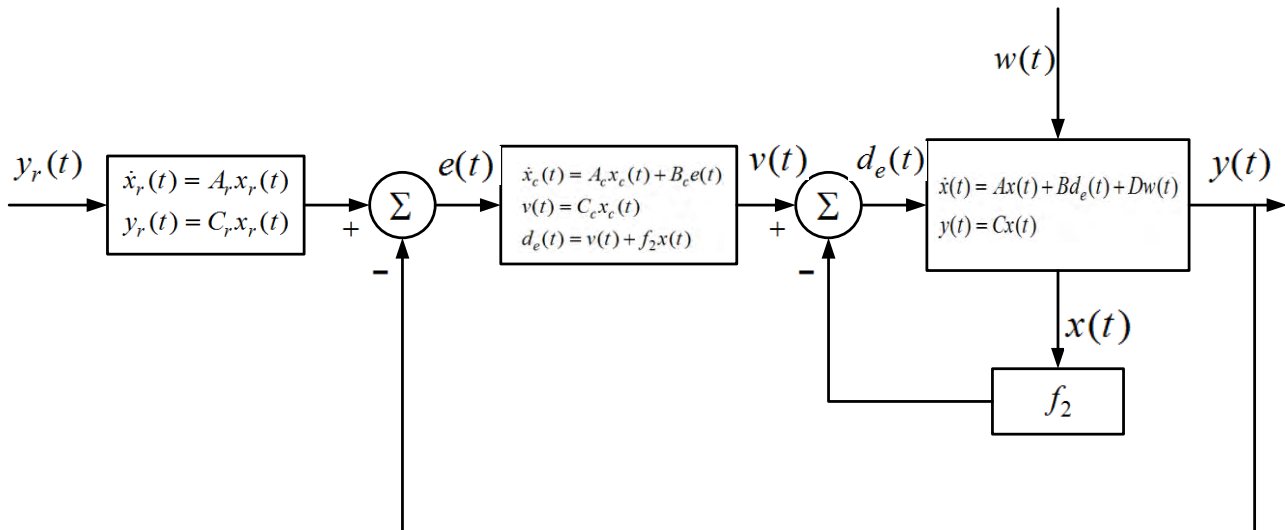 w(t)
y_r(t)
ẋ_r(t) = A_r x_r(t)
y_r(t) = C_r x_r(t)
+
−
Σ
e(t)
ẋ_c(t) = A_c x_c(t) + B_c e(t)
v(t) = C_c x_c(t)
d_e(t) = v(t) + f_2 x(t)
v(t)
+
−
Σ
d_e(t)
ẋ(t) = Ax(t) + Bd_e(t) + Dw(t)
y(t) = Cx(t)
y(t)
x(t)
f_2